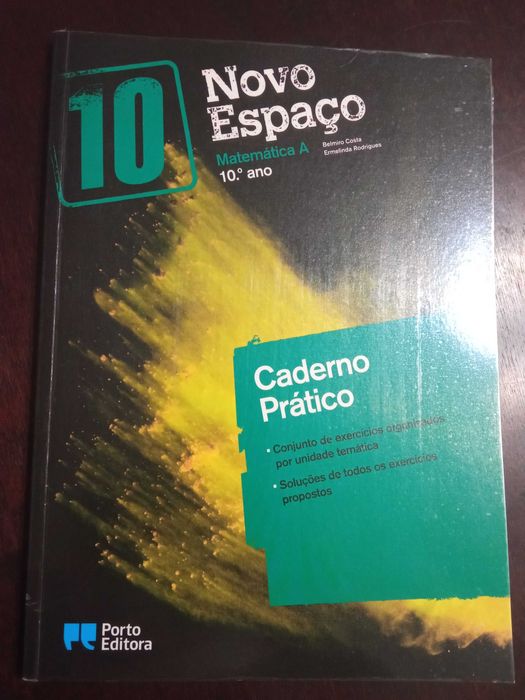 10
Novo
Espaço
Matemática A
10.º ano
Belmiro Costa
Ermelinda Rodrigues
Caderno
Prático
• Conjunto de exercícios organizados
por unidade temática
• Soluções de todos os exercícios
propostos
Porto
Editora